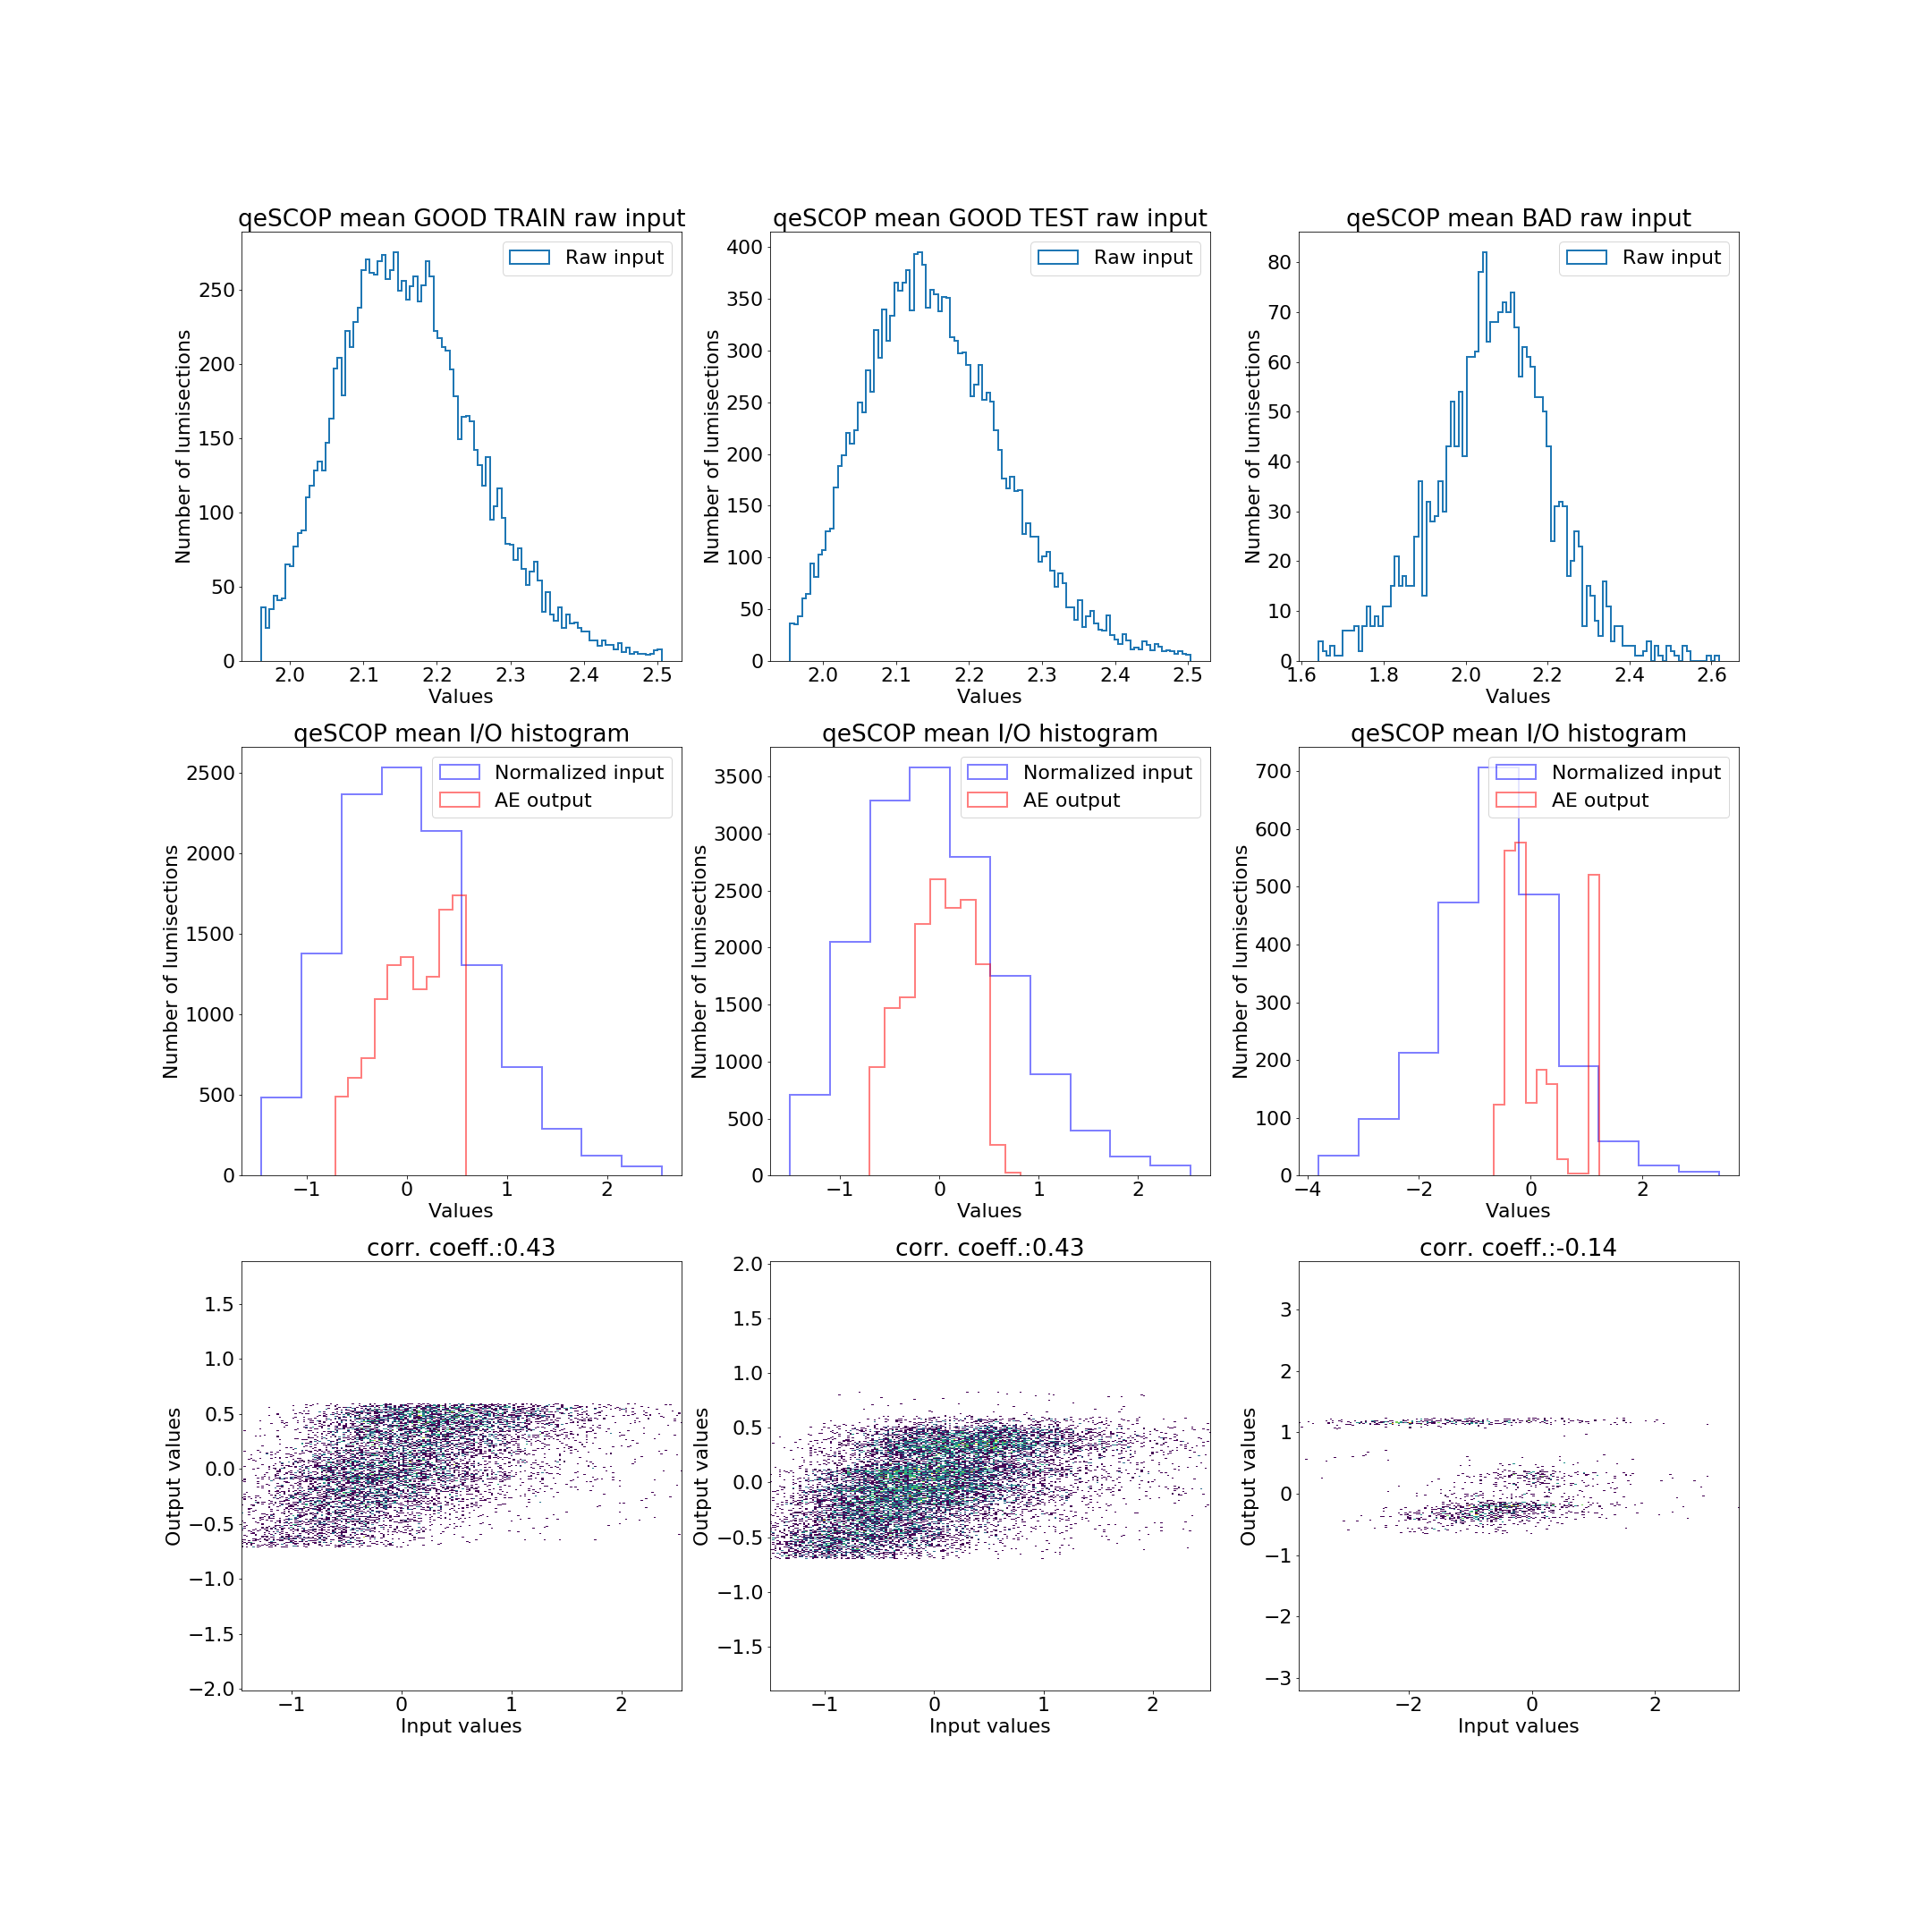 qeSCOP mean GOOD TRAIN raw input
Raw input
Number of lumisections
250
200
150
100
50
0
2.0 2.1 2.2 2.3 2.4 2.5
Values
qeSCOP mean GOOD TEST raw input
Raw input
Number of lumisections
400
350
300
250
200
150
100
50
0
2.0 2.1 2.2 2.3 2.4 2.5
Values
qeSCOP mean BAD raw input
Raw input
Number of lumisections
80
70
60
50
40
30
20
10
0
1.6 1.8 2.0 2.2 2.4 2.6
Values
qeSCOP mean I/O histogram
Normalized input
AE output
Number of lumisections
2500
2000
1500
1000
500
0
−1 0 1 2
Values
qeSCOP mean I/O histogram
Normalized input
AE output
Number of lumisections
3500
3000
2500
2000
1500
1000
500
0
−1 0 1 2
Values
qeSCOP mean I/O histogram
Normalized input
AE output
Number of lumisections
700
600
500
400
300
200
100
0
−4 −2 0 2
Values
corr. coeff.:0.43
Output values
1.5
1.0
0.5
0.0
−0.5
−1.0
−1.5
−2.0
−1 0 1 2
Input values
corr. coeff.:0.43
Output values
2.0
1.5
1.0
0.5
0.0
−0.5
−1.0
−1.5
−1 0 1 2
Input values
corr. coeff.:-0.14
Output values
3
2
1
0
−1
−2
−3
−2 0 2
Input values